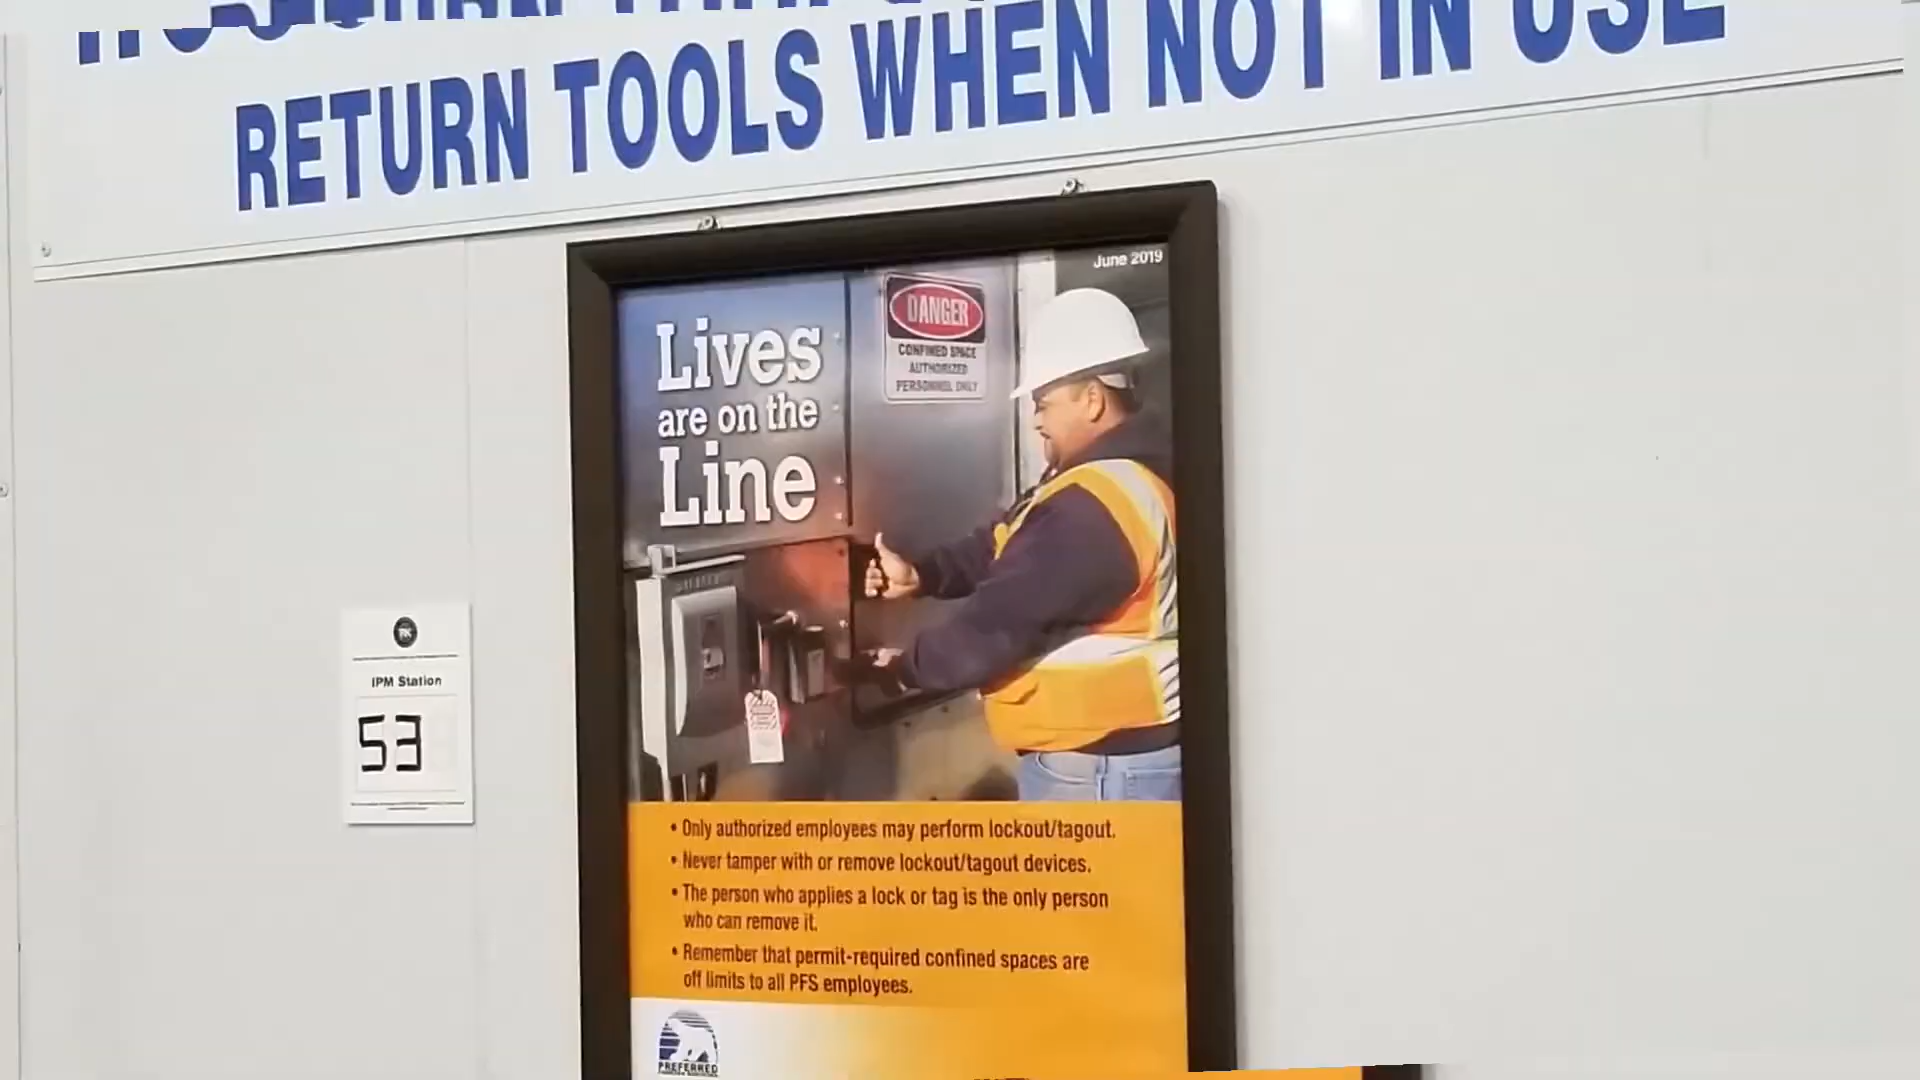 RETURN TOOLS WHEN NOT IN USE
June 2019
DANGER
CONFINED SPACE
AUTHORIZED
PERSONNEL ONLY
Lives
are on the
Line
IPM Station
53
• Only authorized employees may perform lockout/tagout.
• Never tamper with or remove lockout/tagout devices.
• The person who applies a lock or tag is the only person
who can remove it.
• Remember that permit-required confined spaces are
off limits to all PFS employees.
PREFERRED